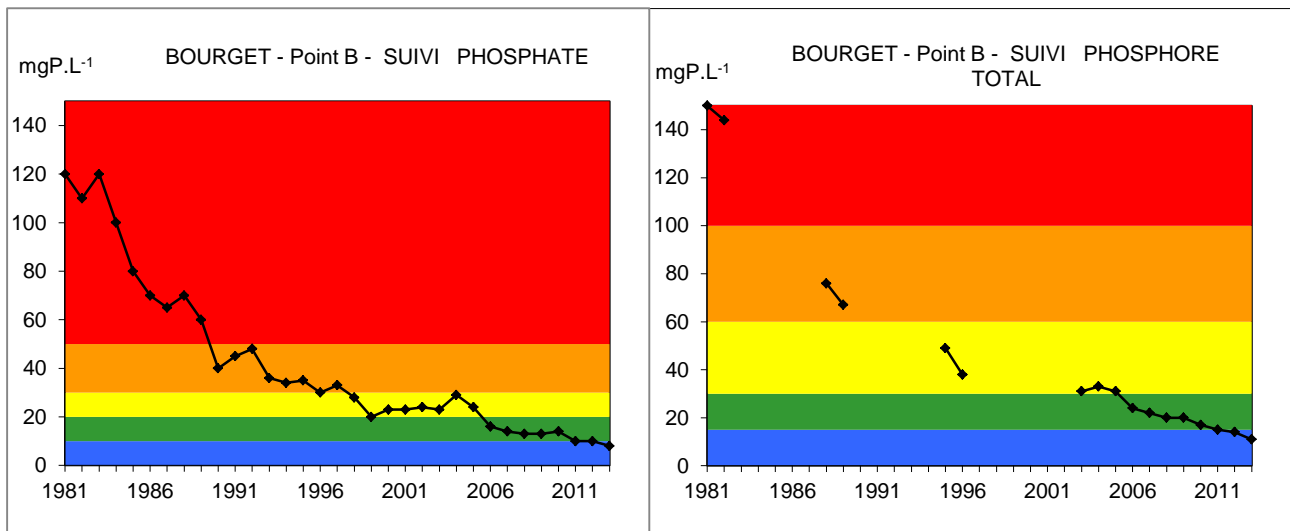 BOURGET - Point B - SUIVI PHOSPHATE
mgP.L-1
140
120
100
80
60
40
20
0
1981 1986 1991 1996 2001 2006 2011
BOURGET - Point B - SUIVI PHOSPHORE
TOTAL
mgP.L-1
140
120
100
80
60
40
20
0
1981 1986 1991 1996 2001 2006 2011